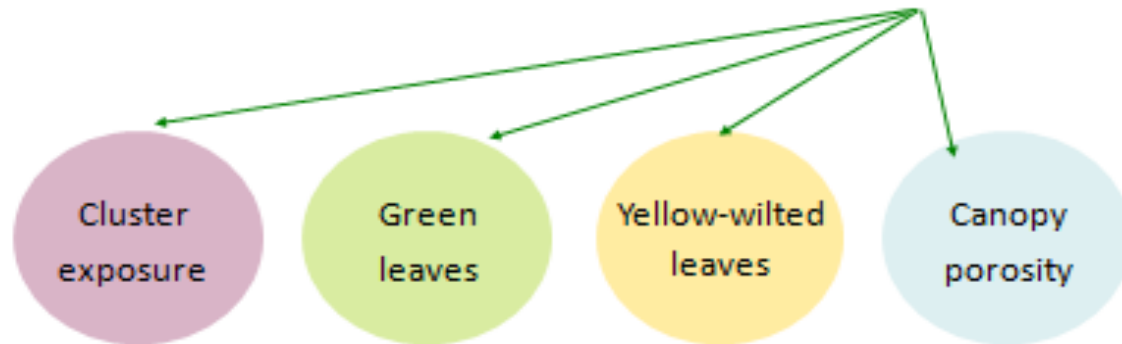 Cluster
exposure
Green
leaves
Yellow-wilted
leaves
Canopy
porosity